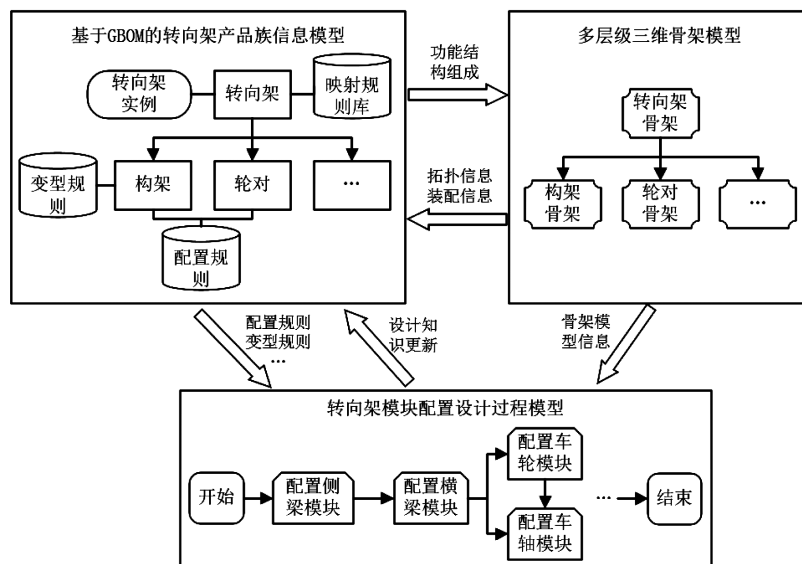 基于GBOM的转向架产品族信息模型
转向架
实例
转向架
映射规
则库
变型规
则
构架
轮对
…
配置规
则
功能结
构组成
拓扑信息
装配信息
多层级三维骨架模型
转向架
骨架
构架
骨架
轮对
骨架
…
配置规则
变型规则
…
设计知
识更新
骨架模
型信息
转向架模块配置设计过程模型
开始
配置侧
梁模块
配置横
梁模块
配置车
轮模块
配置车
轴模块
…
结束